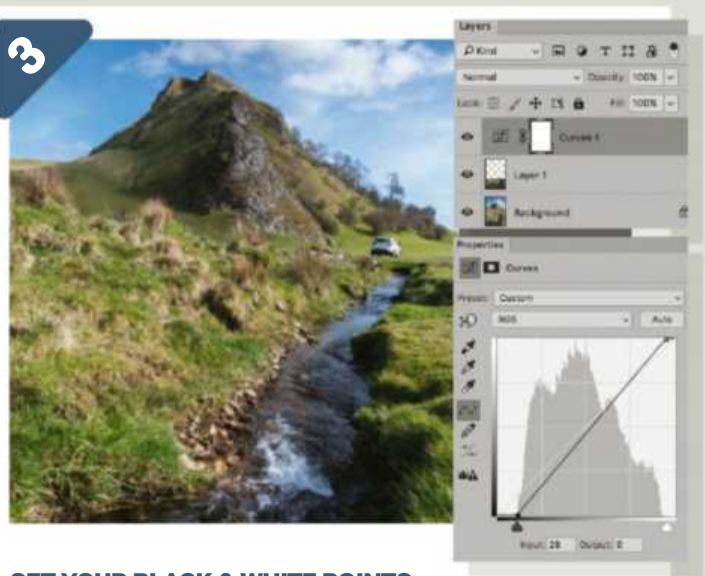 3
Layers
Kind
Normal Opacity: 100%
Lock: Fill: 100%
Curves 1
Layer 1
Background
Properties
Curves
Preset: Custom
RGB Auto
Input: 28 Output: 0
SET YOUR BLACK & WHITE POINTS